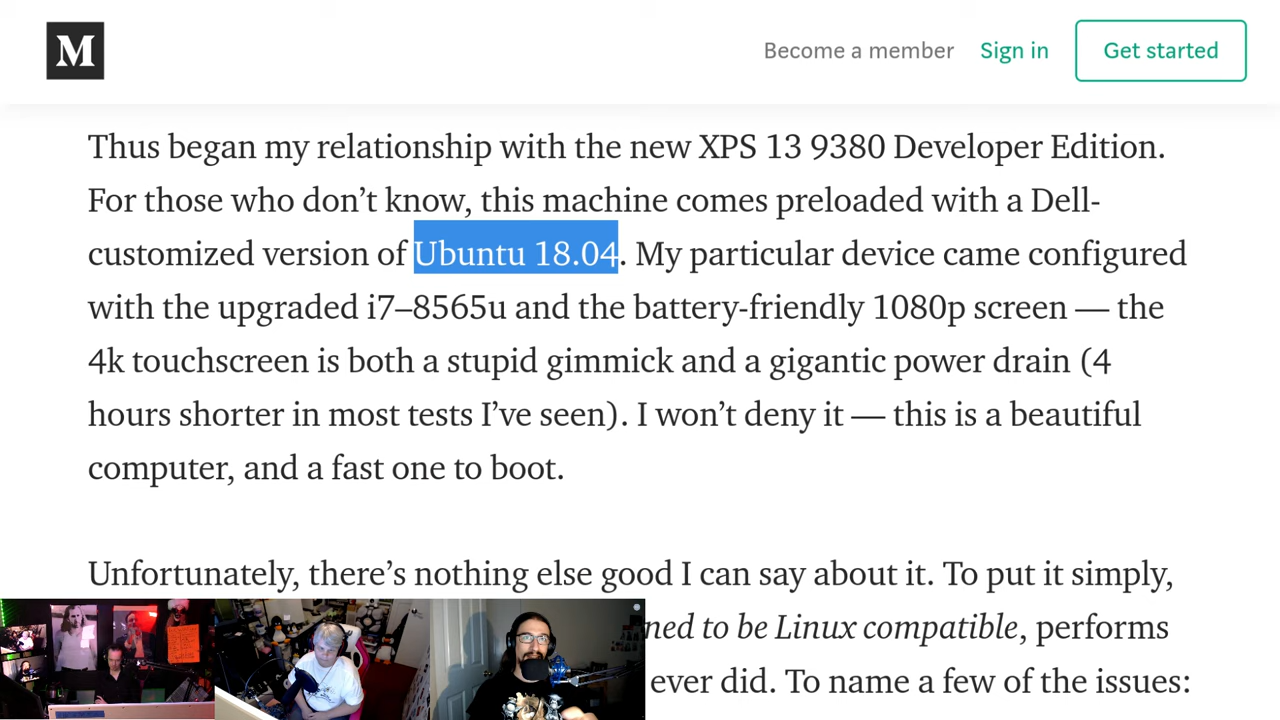 M
Become a member
Sign in
Get started
Thus began my relationship with the new XPS 13 9380 Developer Edition.
For those who don’t know, this machine comes preloaded with a Dell-
customized version of Ubuntu 18.04. My particular device came configured
with the upgraded i7–8565u and the battery-friendly 1080p screen — the
4k touchscreen is both a stupid gimmick and a gigantic power drain (4
hours shorter in most tests I’ve seen). I won’t deny it — this is a beautiful
computer, and a fast one to boot.
Unfortunately, there’s nothing else good I can say about it. To put it simply,
ned to be Linux compatible, performs
ever did. To name a few of the issues: